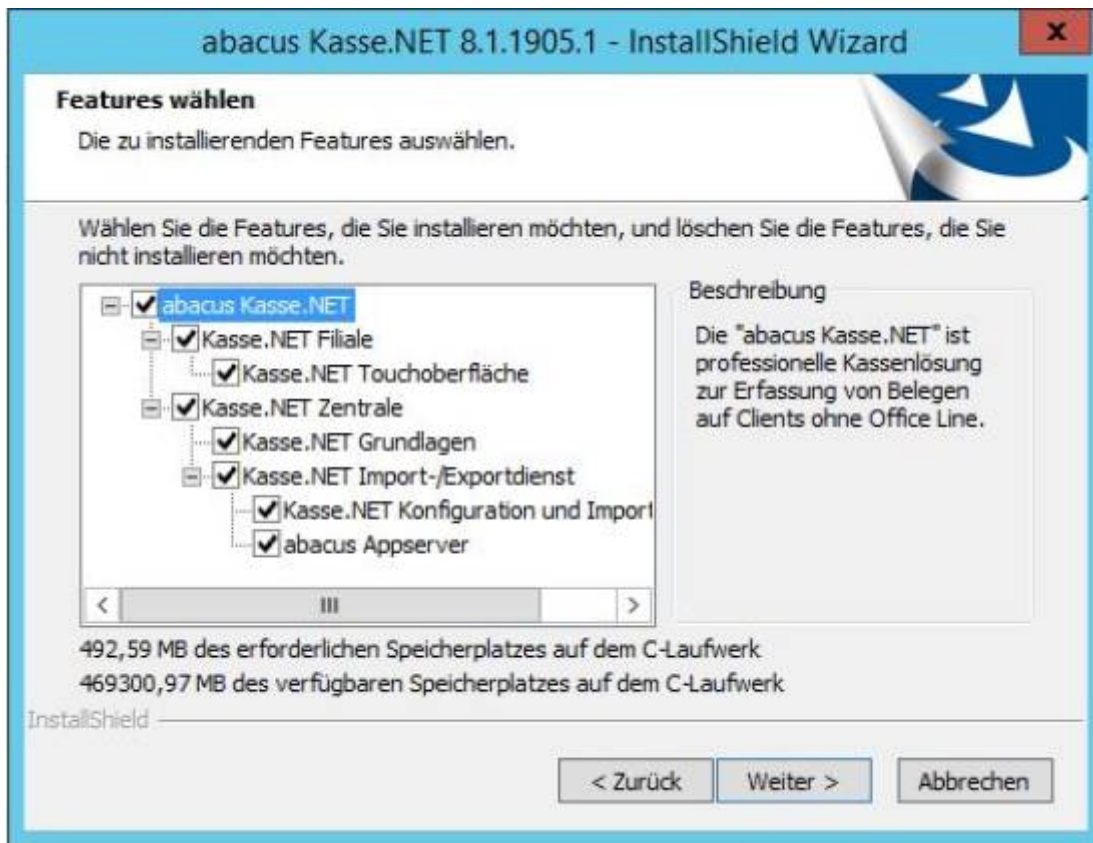 abacus Kasse.NET 8.1.1905.1 - InstallShield Wizard
x
Features wählen
Die zu installierenden Features auswählen.
Wählen Sie die Features, die Sie installieren möchten, und löschen Sie die Features, die Sie
nicht installieren möchten.
abacus Kasse.NET
Kasse.NET Filiale
Kasse.NET Touchoberfläche
Kasse.NET Zentrale
Kasse.NET Grundlagen
Kasse.NET Import-/Exportdienst
Kasse.NET Konfiguration und Import
abacus Appserver
Beschreibung
Die "abacus Kasse.NET" ist
professionelle Kassenlösung
zur Erfassung von Belegen
auf Clients ohne Office Line.
492,59 MB des erforderlichen Speicherplatzes auf dem C-Laufwerk
469300,97 MB des verfügbaren Speicherplatzes auf dem C-Laufwerk
InstallShield
< Zurück
Weiter >
Abbrechen